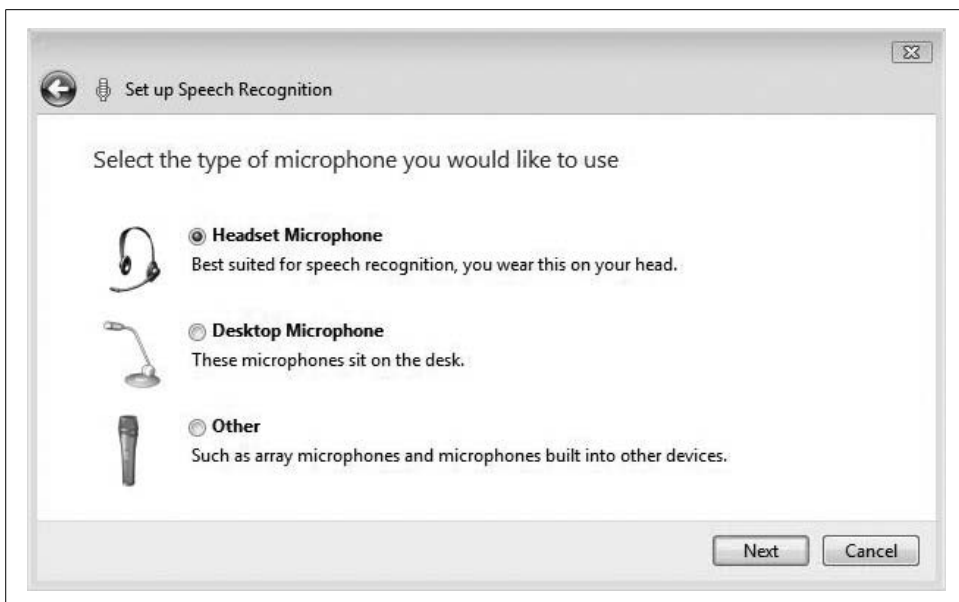 Set up Speech Recognition
Select the type of microphone you would like to use
Headset Microphone
Best suited for speech recognition, you wear this on your head.
Desktop Microphone
These microphones sit on the desk.
Other
Such as array microphones and microphones built into other devices.
Next Cancel